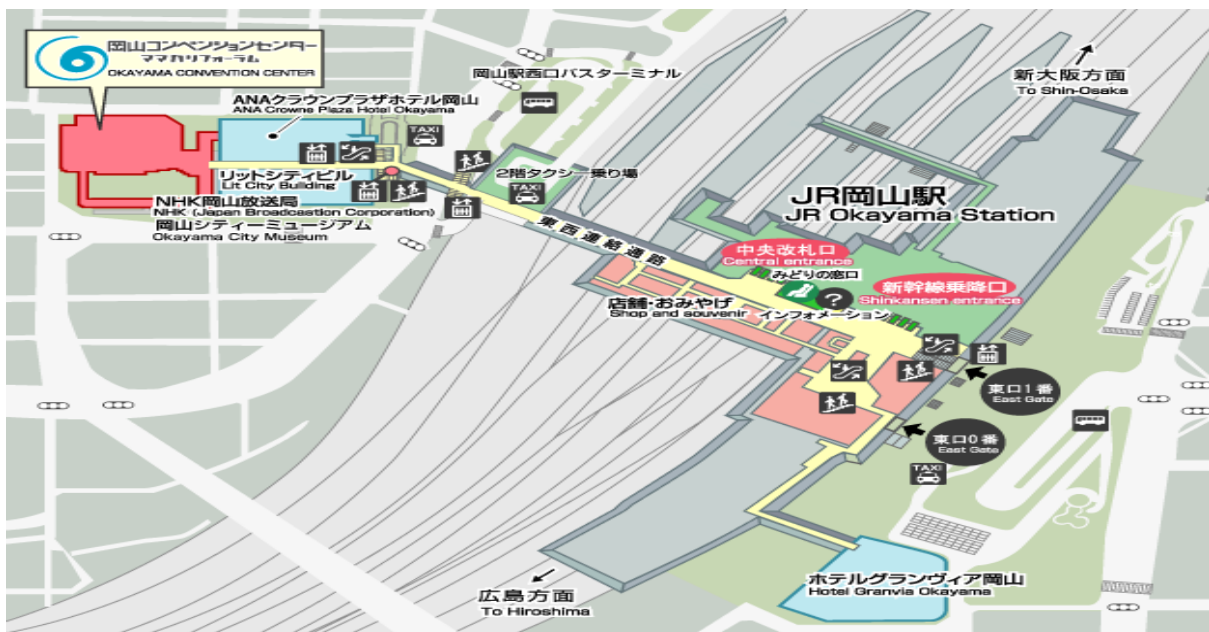 岡山コンベンションセンター
ママカリフォーラム
OKAYAMA CONVENTION CENTER
岡山駅西口バスターミナル
新大阪方面
To Shin-Osaka
ANAクラウンプラザホテル岡山
ANA Crowne Plaza Hotel Okayama
TAXI
リットシティビル
Lit City Building
2階タクシー乗り場
TAXI
JR岡山駅
JR Okayama Station
NHK岡山放送局
NHK (Japan Broadcastion Corporation)
岡山シティーミュージアム
Okayama City Museum
東西連絡通路
中央改札口
Central entrance
みどりの窓口
新幹線乗降口
Shinkansen entrance
店舗・おみやげ
Shop and souvenir
?
インフォメーション
東口1番
East Gate
東口0番
East Gate
TAXI
ホテルグランヴィア岡山
Hotel Granvia Okayama
広島方面
To Hiroshima